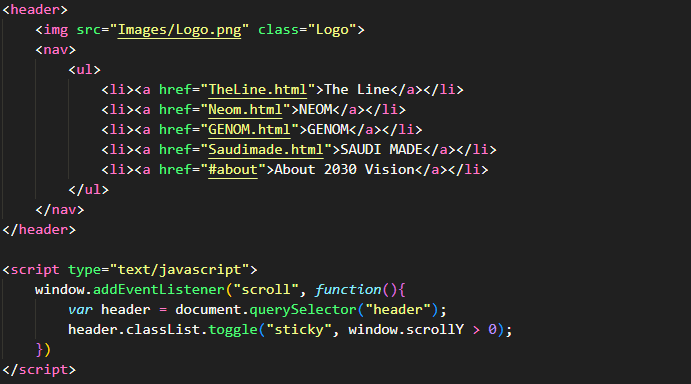 <header>
    <img src="Images/Logo.png" class="Logo">
    <nav>
        <ul>
            <li><a href="TheLine.html">The Line</a></li>
            <li><a href="Neom.html">NEOM</a></li>
            <li><a href="GENOM.html">GENOM</a></li>
            <li><a href="Saudimade.html">SAUDI MADE</a></li>
            <li><a href="#about">About 2030 Vision</a></li>
        </ul>
    </nav>
</header>

<script type="text/javascript">
    window.addEventListener("scroll", function(){
        var header = document.querySelector("header");
        header.classList.toggle("sticky", window.scrollY > 0);
    })
</script>